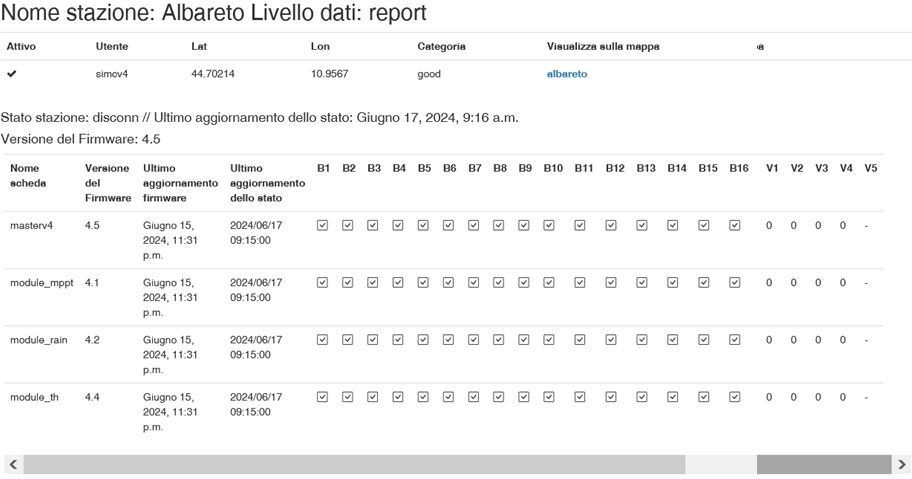 Nome stazione: Albareto Livello dati: report
Attivo Utente Lat Lon Categoria Visualizza sulla mappa
simcv4 44.70214 10.9567 good albareto
Stato stazione: disconn // Ultimo aggiornamento dello stato: Giugno 17, 2024, 9:16 a.m.
Versione del Firmware: 4.5
Nome Versione Ultimo Ultimo B1 B2 B3 B4 B5 B6 B7 B8 B9 B10 B11 B12 B13 B14 B15 B16 V1 V2 V3 V4 V5
scheda del aggiornamento aggiornamento
Firmware firmware dello stato
masterv4 4.5 Giugno 15, 2024/06/17 0 0 0 0 -
2024, 11:31 09:15:00
p.m.
module_mppt 4.1 Giugno 15, 2024/06/17 0 0 0 0 -
2024, 11:31 09:15:00
p.m.
module_rain 4.2 Giugno 15, 2024/06/17 0 0 0 0 -
2024, 11:31 09:15:00
p.m.
module_th 4.4 Giugno 15, 2024/06/17 0 0 0 0 -
2024, 11:31 09:15:00
p.m.